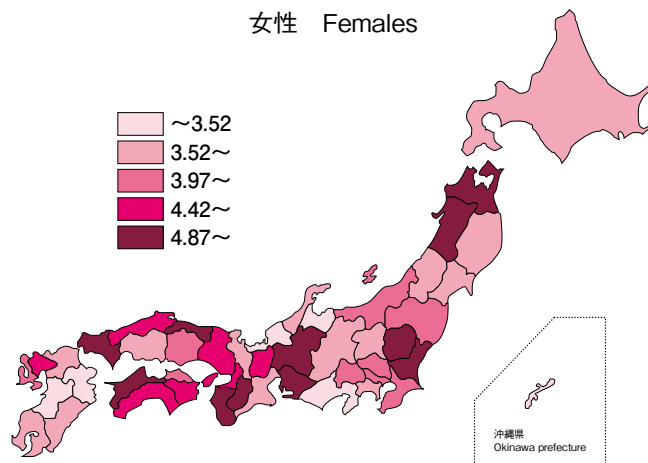 女性 Females
～3.52
3.52～
3.97～
4.42～
4.87～
沖縄県
Okinawa prefecture